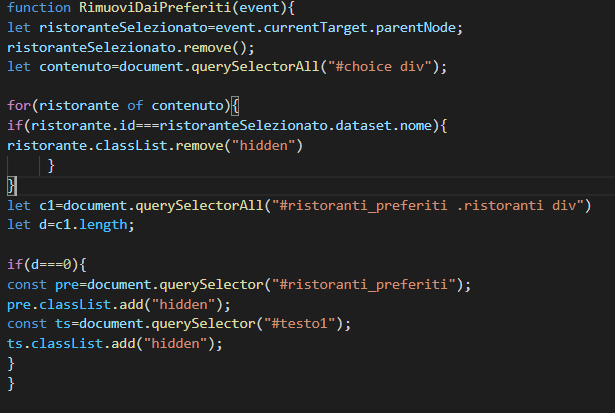 function RimuoviDaiPreferiti(event){
let ristoranteSelezionato=event.currentTarget.parentNode;
ristoranteSelezionato.remove();
let contenuto=document.querySelectorAll("#choice div");
for(ristorante of contenuto){
if(ristorante.id===ristoranteSelezionato.dataset.nome){
ristorante.classList.remove("hidden")
}
}
let c1=document.querySelectorAll("#ristoranti_preferiti .ristoranti div")
let d=c1.length;
if(d===0){
const pre=document.querySelector("#ristoranti_preferiti");
pre.classList.add("hidden");
const ts=document.querySelector("#testo1");
ts.classList.add("hidden");
}
}